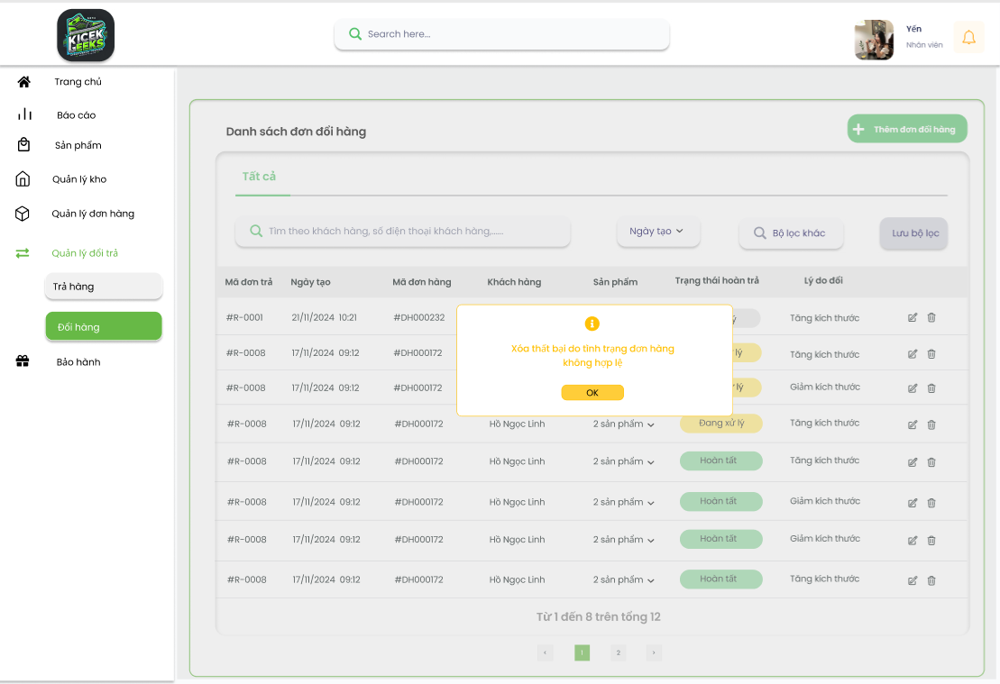 KICEK
GEEKS
Search here...
Yến
Nhân viên
Trang chủ
Báo cáo
Sản phẩm
Quản lý kho
Quản lý đơn hàng
Quản lý đổi trả
Trả hàng
Đổi hàng
Bảo hành
Danh sách đơn đổi hàng
Thêm đơn đổi hàng
Tất cả
Tìm theo khách hàng, số điện thoại khách hàng,......
Ngày tạo
Bộ lọc khác
Lưu bộ lọc
Mã đơn trả Ngày tạo Mã đơn hàng Khách hàng Sản phẩm Trạng thái hoàn trả Lý do đổi
#R-0001 21/11/2024 10:21 #DH000232 Tăng kích thước
#R-0008 17/11/2024 09:12 #DH000172 lý Tăng kích thước
#R-0008 17/11/2024 09:12 #DH000172 lý Giảm kích thước
Xóa thất bại do tình trạng đơn hàng
không hợp lệ
OK
#R-0008 17/11/2024 09:12 #DH000172 Hồ Ngọc Linh 2 sản phẩm Đang xử lý Tăng kích thước
#R-0008 17/11/2024 09:12 #DH000172 Hồ Ngọc Linh 2 sản phẩm Hoàn tất Tăng kích thước
#R-0008 17/11/2024 09:12 #DH000172 Hồ Ngọc Linh 2 sản phẩm Hoàn tất Giảm kích thước
#R-0008 17/11/2024 09:12 #DH000172 Hồ Ngọc Linh 2 sản phẩm Hoàn tất Giảm kích thước
#R-0008 17/11/2024 09:12 #DH000172 Hồ Ngọc Linh 2 sản phẩm Hoàn tất Tăng kích thước
Từ 1 đến 8 trên tổng 12
‹ 1 2 ›